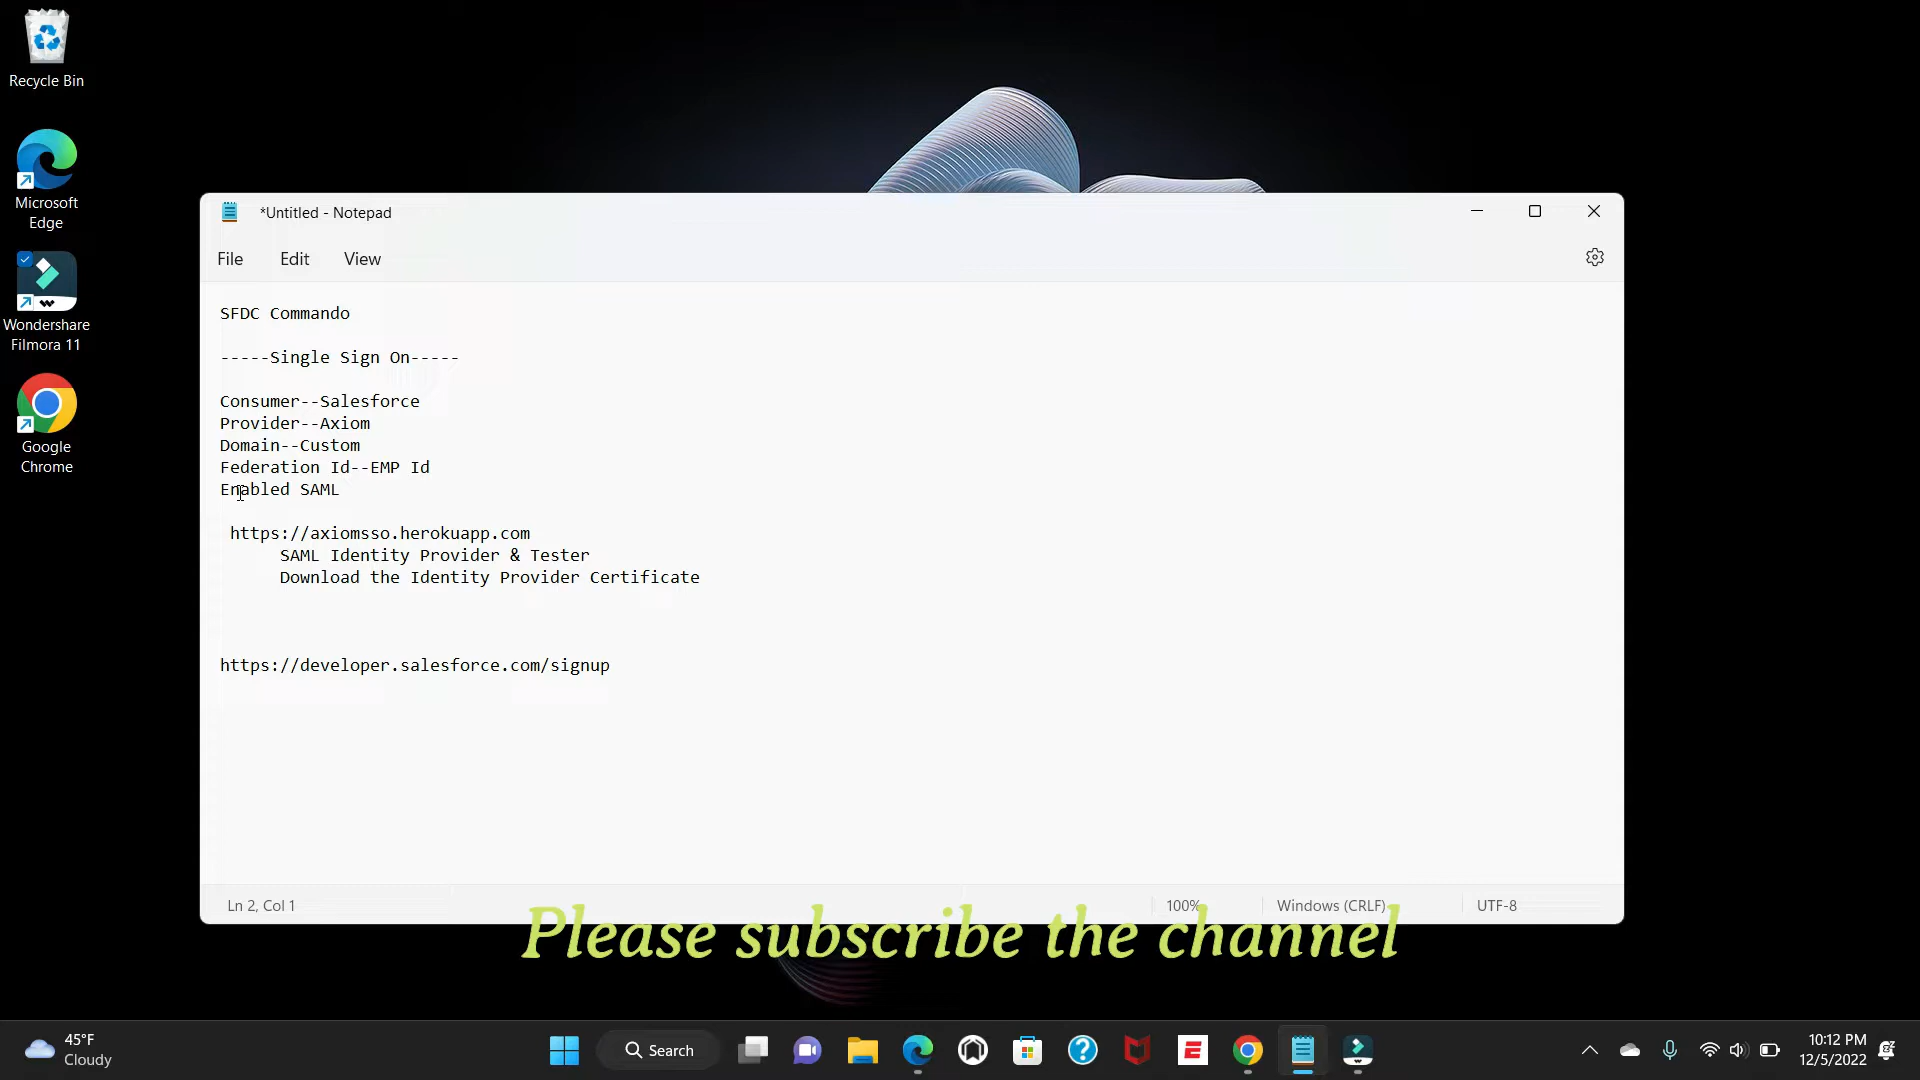 Recycle Bin
Microsoft
Edge
Wondershare
Filmora 11
Google
Chrome
*Untitled - Notepad
File Edit View
SFDC Commando
-----Single Sign On-----
Consumer--Salesforce
Provider--Axiom
Domain--Custom
Federation Id--EMP Id
Enabled SAML
https://axiomsso.herokuapp.com
SAML Identity Provider & Tester
Download the Identity Provider Certificate
https://developer.salesforce.com/signup
Ln 2, Col 1 100% Windows (CRLF) UTF-8
Please subscribe the channel
45°F
Cloudy
Search
10:12 PM
12/5/2022